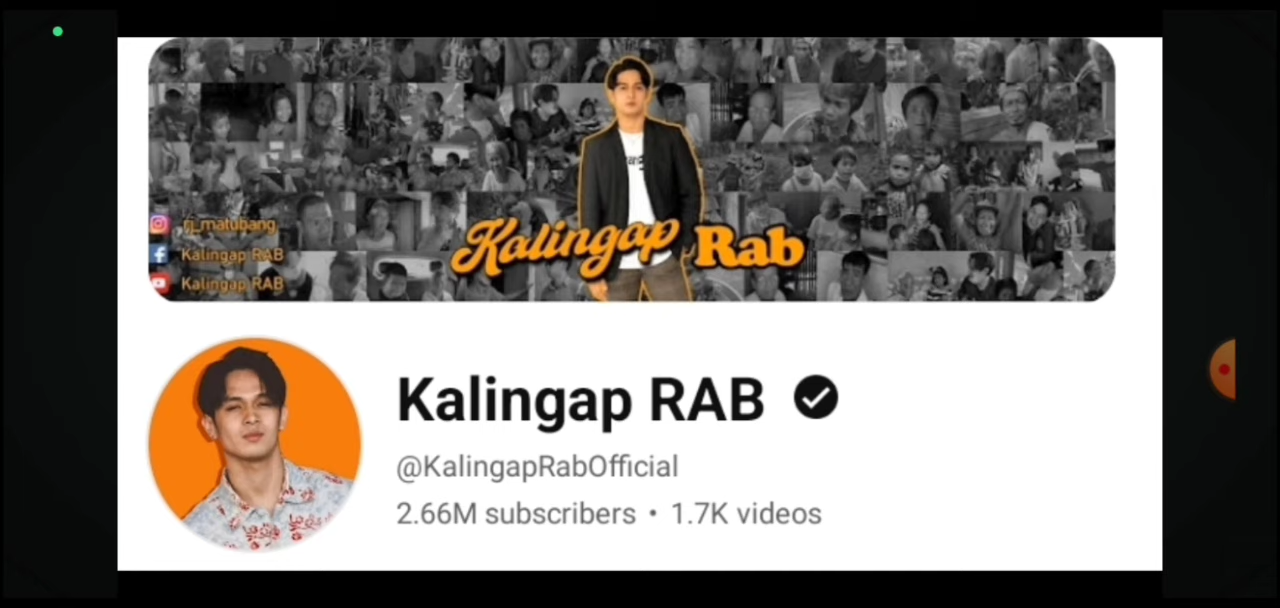 rj_matubang
Kalingap RAB
Kalingap RAB
Kalingap Rab
Kalingap RAB
@KalingapRabOfficial
2.66M subscribers • 1.7K videos